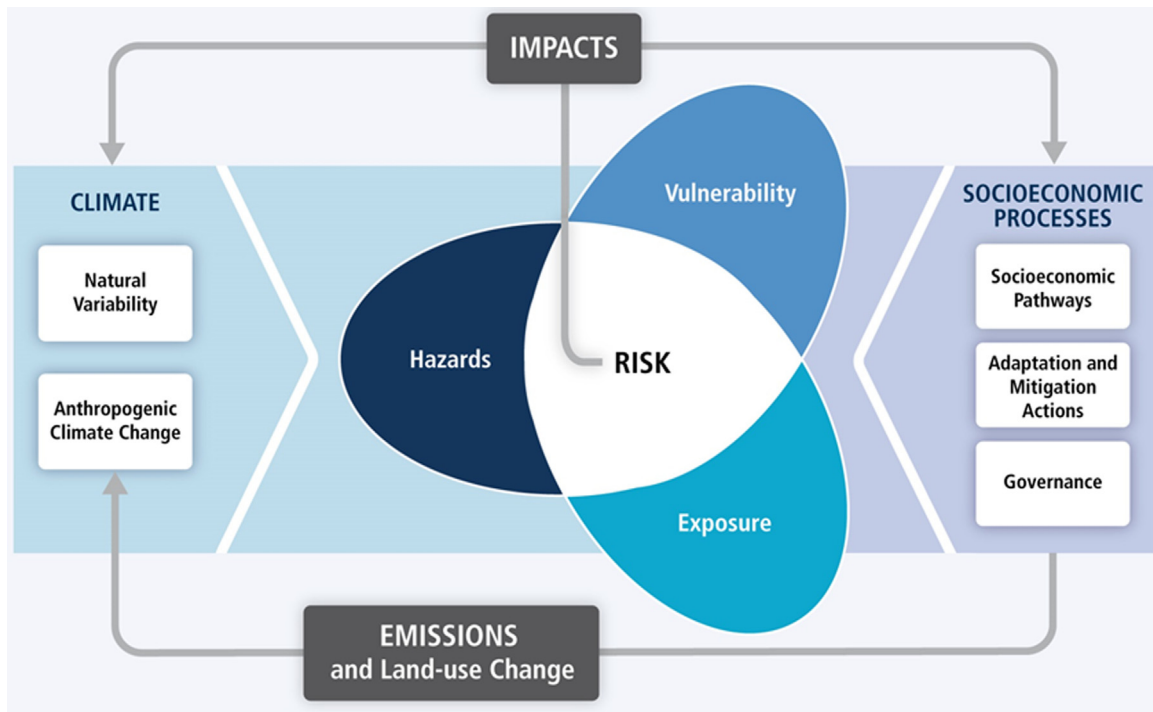 IMPACTS
CLIMATE
Natural
Variability
Anthropogenic
Climate Change
Vulnerability
Hazards
RISK
Exposure
SOCIOECONOMIC
PROCESSES
Socioeconomic
Pathways
Adaptation and
Mitigation
Actions
Governance
EMISSIONS
and Land-use Change